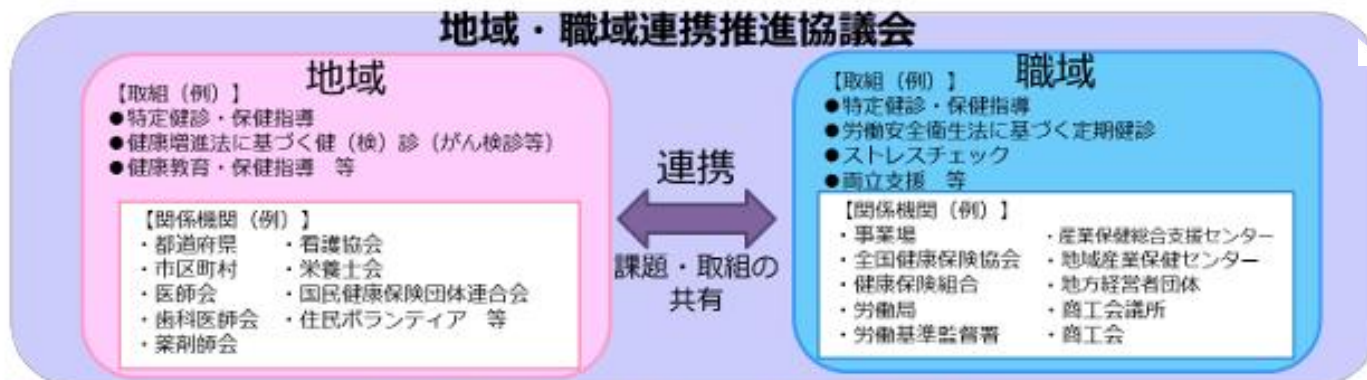 地域・職域連携推進協議会
地域
【取組（例）】
●特定健診・保健指導
●健康増進法に基づく健（検）診（がん検診等）
●健康教育・保健指導　等
【関係機関（例）】
・都道府県　・看護協会
・市区町村　・栄養士会
・医師会　・国民健康保険団体連合会
・歯科医師会　・住民ボランティア　等
・薬剤師会
連携
課題・取組の
共有
職域
【取組（例）】
●特定健診・保健指導
●労働安全衛生法に基づく定期健診
●ストレスチェック
●両立支援　等
【関係機関（例）】
・事業場　・産業保健総合支援センター
・全国健康保険協会　・地域産業保健センター
・健康保険組合　・地方経営者団体
・労働局　・商工会議所
・労働基準監督署　・商工会